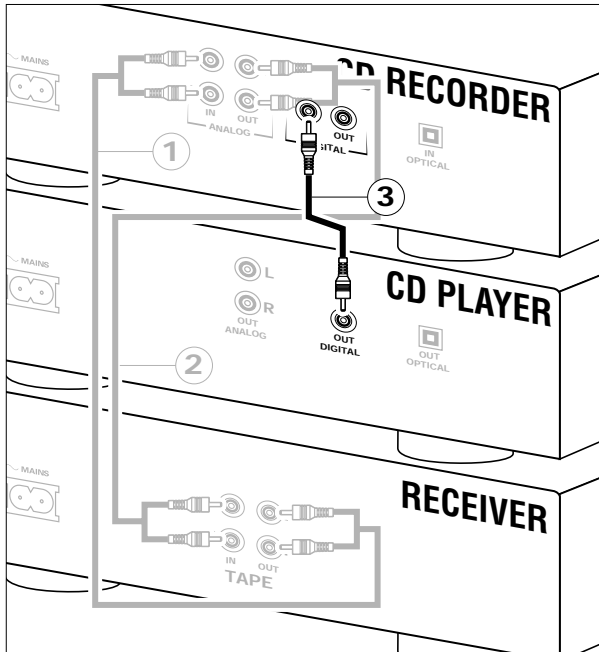 MAINS
CD RECORDER
IN
OUT
ANALOG
OUT
IN
OPTICAL
1
3
L
R
OUT
ANALOG
OUT
DIGITAL
CD PLAYER
OUT
OPTICAL
2
MAINS
RECEIVER
IN
OUT
TAPE